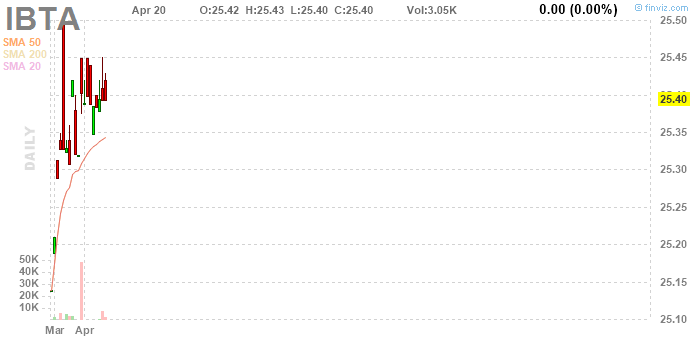 IBTA
Apr 20 O:25.42 H:25.43 L:25.40 C:25.40 Vol:3.05K 0.00 (0.00%)
© finviz.com
SMA 50
SMA 200
SMA 20
DAILY
25.50
25.45
25.40
25.35
25.30
25.25
25.20
25.15
25.10
50K
40K
30K
20K
10K
Mar Apr